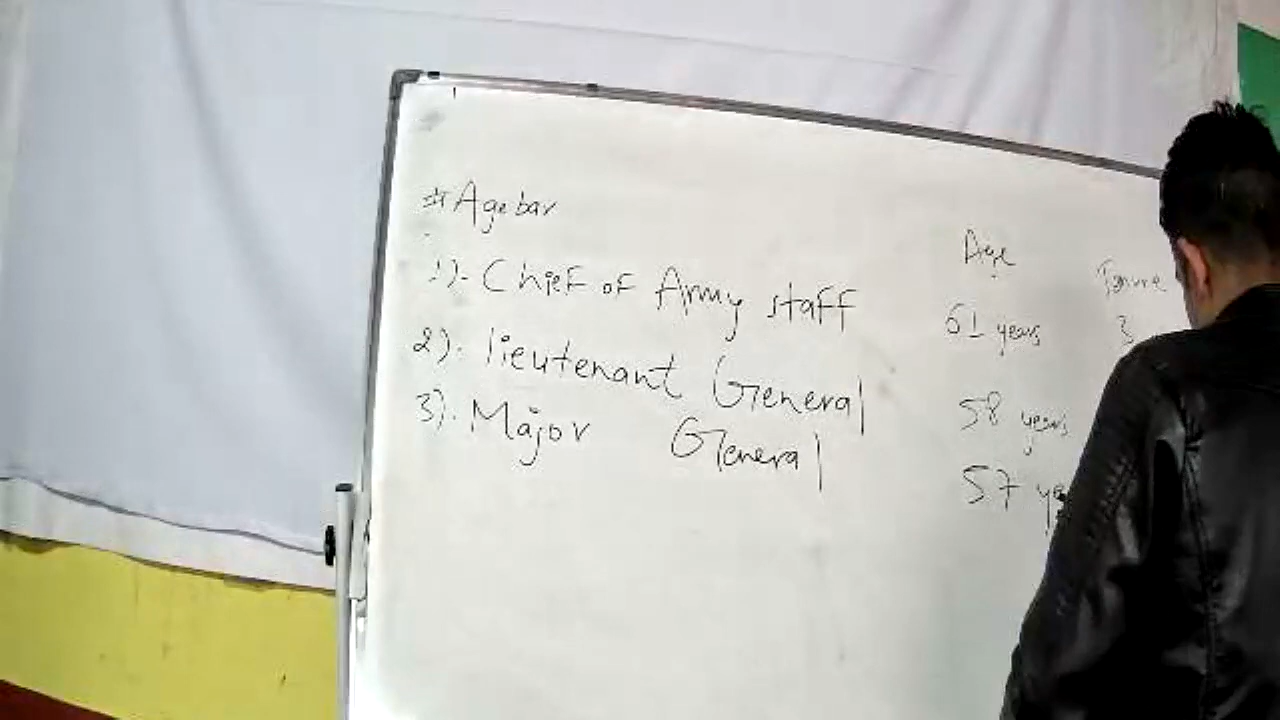 # Agebar
Age Tenure
1). Chief of Army staff 61 years 3
2). lieutenant General 58 years
3). Major General 57